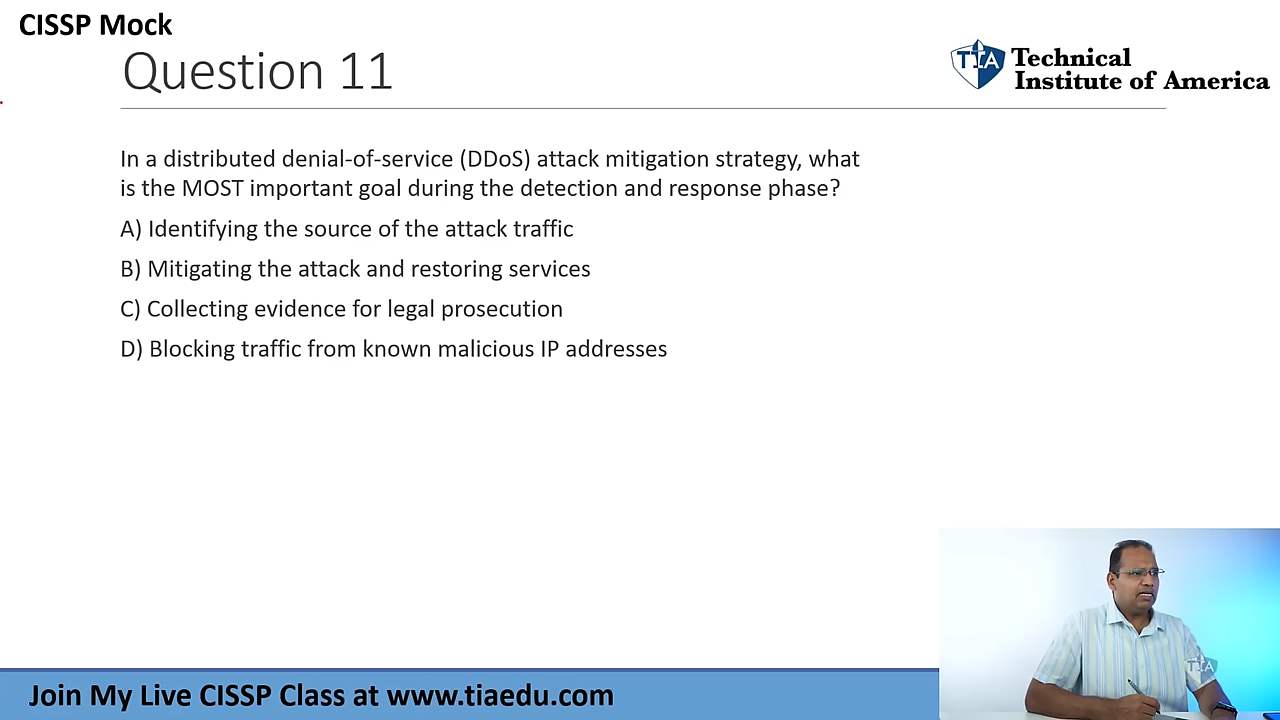 CISSP Mock
Question 11
TIA Technical
Institute of America
In a distributed denial-of-service (DDoS) attack mitigation strategy, what
is the MOST important goal during the detection and response phase?
A) Identifying the source of the attack traffic
B) Mitigating the attack and restoring services
C) Collecting evidence for legal prosecution
D) Blocking traffic from known malicious IP addresses
TIA
Join My Live CISSP Class at www.tiaedu.com